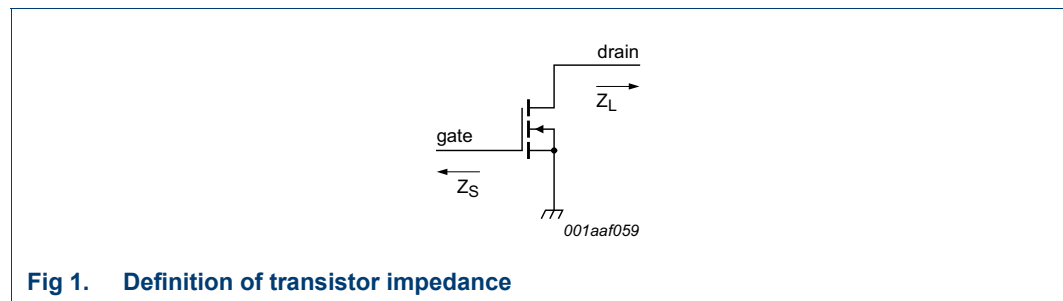 drain
Z_L
gate
Z_S
001aaf059
Fig 1. Definition of transistor impedance